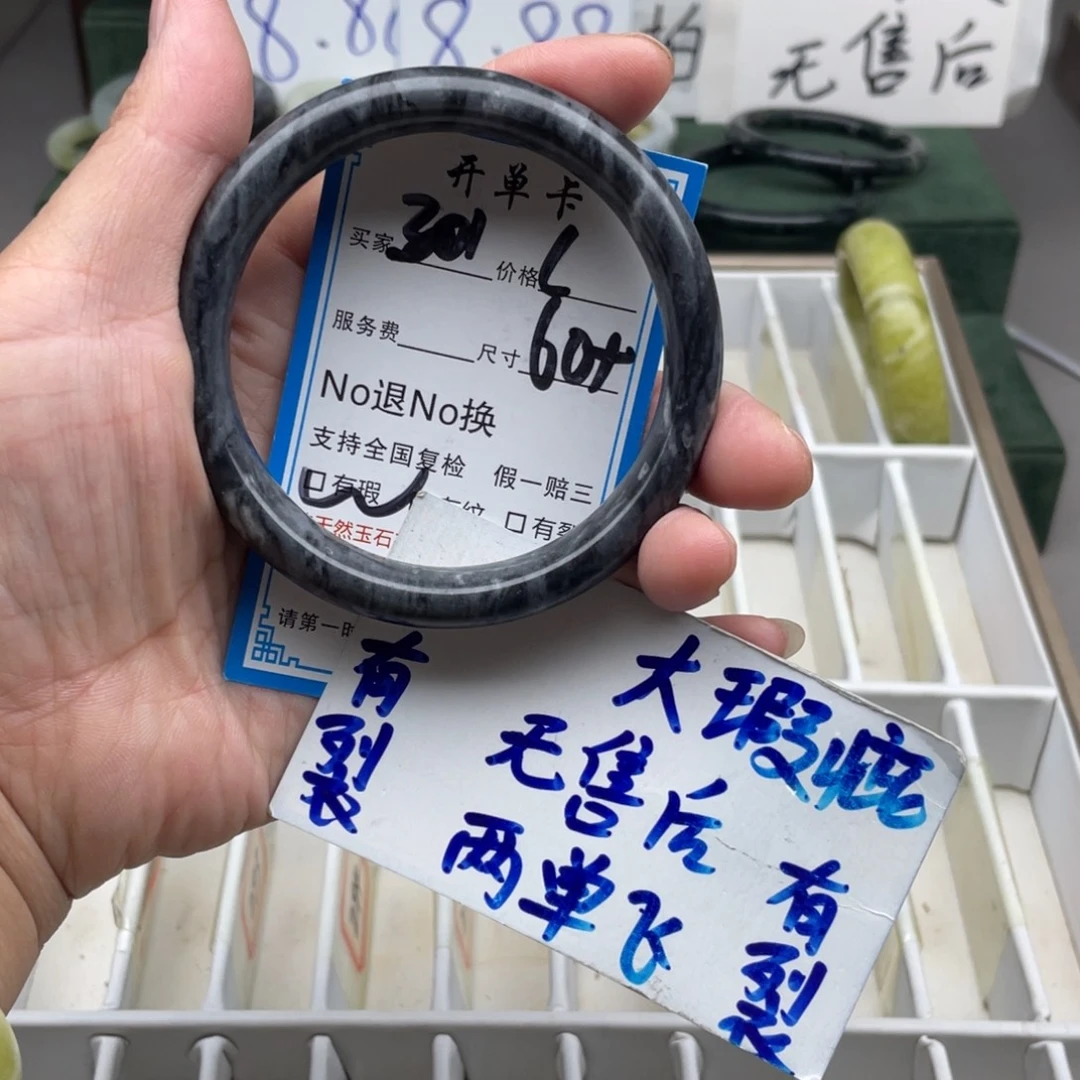 8.8
8.88
拍
无售后
开单卡
买家 301 价格 L
服务费 尺寸 60+
No退No换
支持全国复检 假一赔三
□有瑕 有纹 □有裂
天然玉石
请第一时
有裂
大瑕疵
无售后
两单飞
有裂